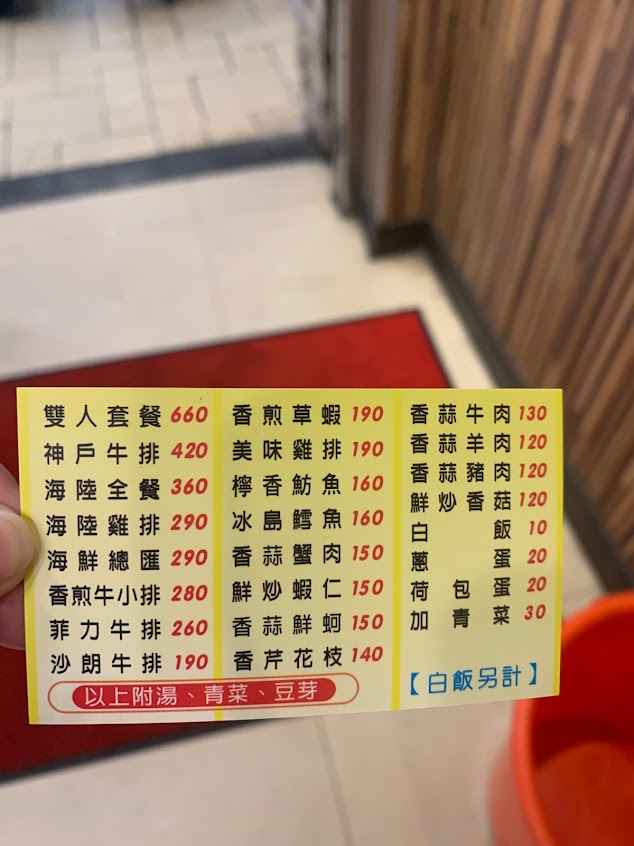 雙人套餐 660
神戶牛排 420
海陸全餐 360
海陸雞排 290
海鮮總匯 290
香煎牛小排 280
菲力牛排 260
沙朗牛排 190
香煎草蝦 190
美味雞排 190
檸香魴魚 160
冰島鱈魚 160
香蒜蟹肉 150
鮮炒蝦仁 150
香蒜鮮蚵 150
香芹花枝 140
以上附湯、青菜、豆芽
香蒜牛肉 130
香蒜羊肉 120
香蒜豬肉 120
鮮炒香菇 120
白飯 10
蔥蛋 20
荷包蛋 20
加青菜 30
【白飯另計】